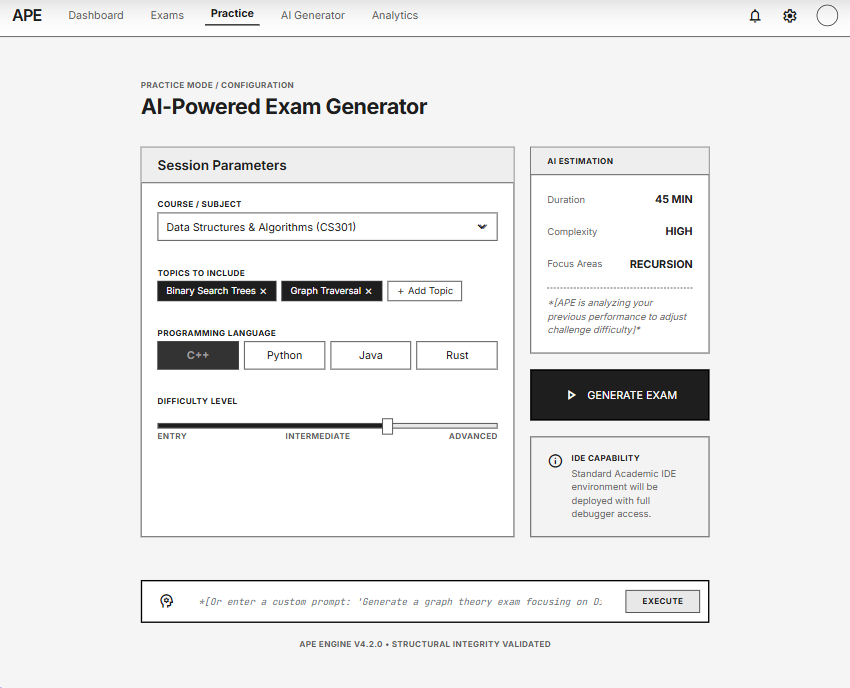 APE Dashboard Exams Practice AI Generator Analytics
PRACTICE MODE / CONFIGURATION
AI-Powered Exam Generator
Session Parameters
COURSE / SUBJECT
Data Structures & Algorithms (CS301)
TOPICS TO INCLUDE
Binary Search Trees × Graph Traversal × + Add Topic
PROGRAMMING LANGUAGE
C++ Python Java Rust
DIFFICULTY LEVEL
ENTRY INTERMEDIATE ADVANCED
AI ESTIMATION
Duration 45 MIN
Complexity HIGH
Focus Areas RECURSION
*[APE is analyzing your
previous performance to adjust
challenge difficulty]*
GENERATE EXAM
IDE CAPABILITY
Standard Academic IDE
environment will be
deployed with full
debugger access.
*[Or enter a custom prompt: 'Generate a graph theory exam focusing on
EXECUTE
APE ENGINE V4.2.0 • STRUCTURAL INTEGRITY VALIDATED